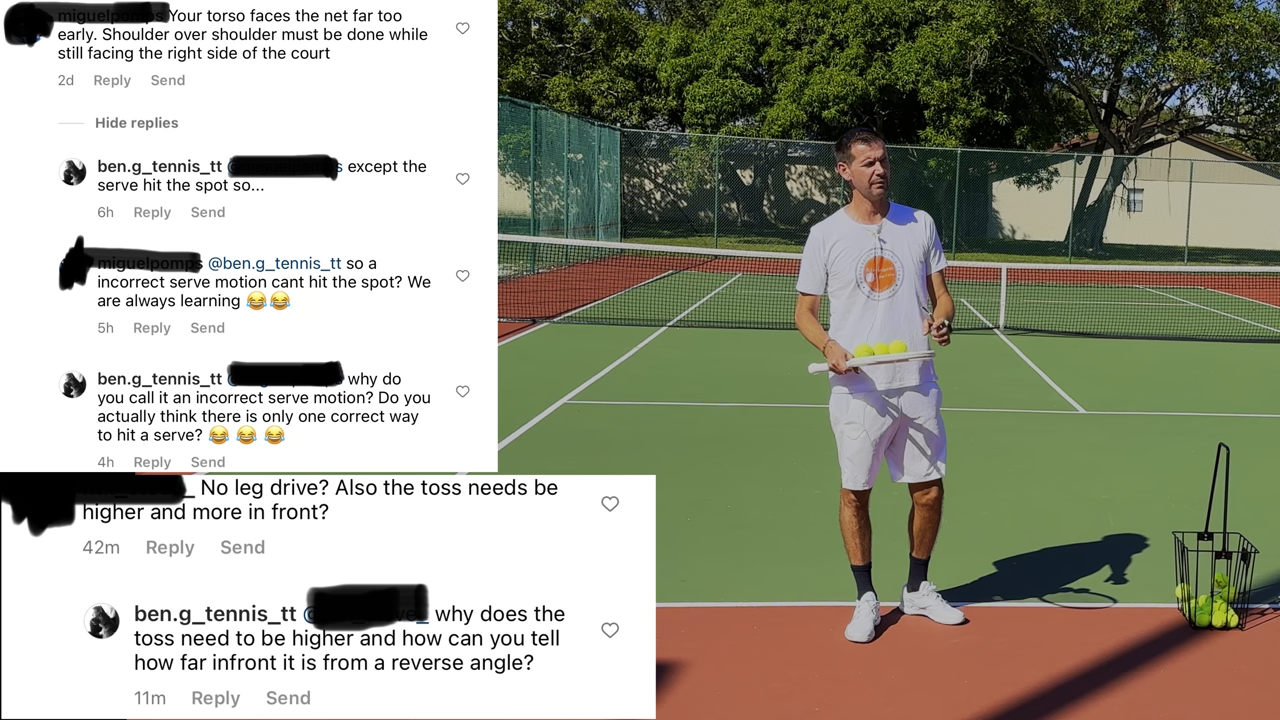 Your torso faces the net far too
early. Shoulder over shoulder must be done while
still facing the right side of the court
2d Reply Send
Hide replies
ben.g_tennis_tt except the
serve hit the spot so...
6h Reply Send
@ben.g_tennis_tt so a
incorrect serve motion cant hit the spot? We
are always learning 😂😂
5h Reply Send
ben.g_tennis_tt why do
you call it an incorrect serve motion? Do you
actually think there is only one correct way
to hit a serve? 😂 😂 😂
4h Reply Send
No leg drive? Also the toss needs be
higher and more in front?
42m Reply Send
ben.g_tennis_tt why does the
toss need to be higher and how can you tell
how far infront it is from a reverse angle?
11m Reply Send